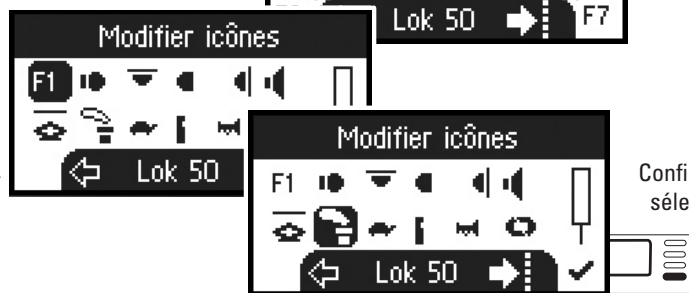 Lok 50 F7
Modifier icônes
F1
Lok 50
Modifier icônes
F1
Lok 50
Confi
séle